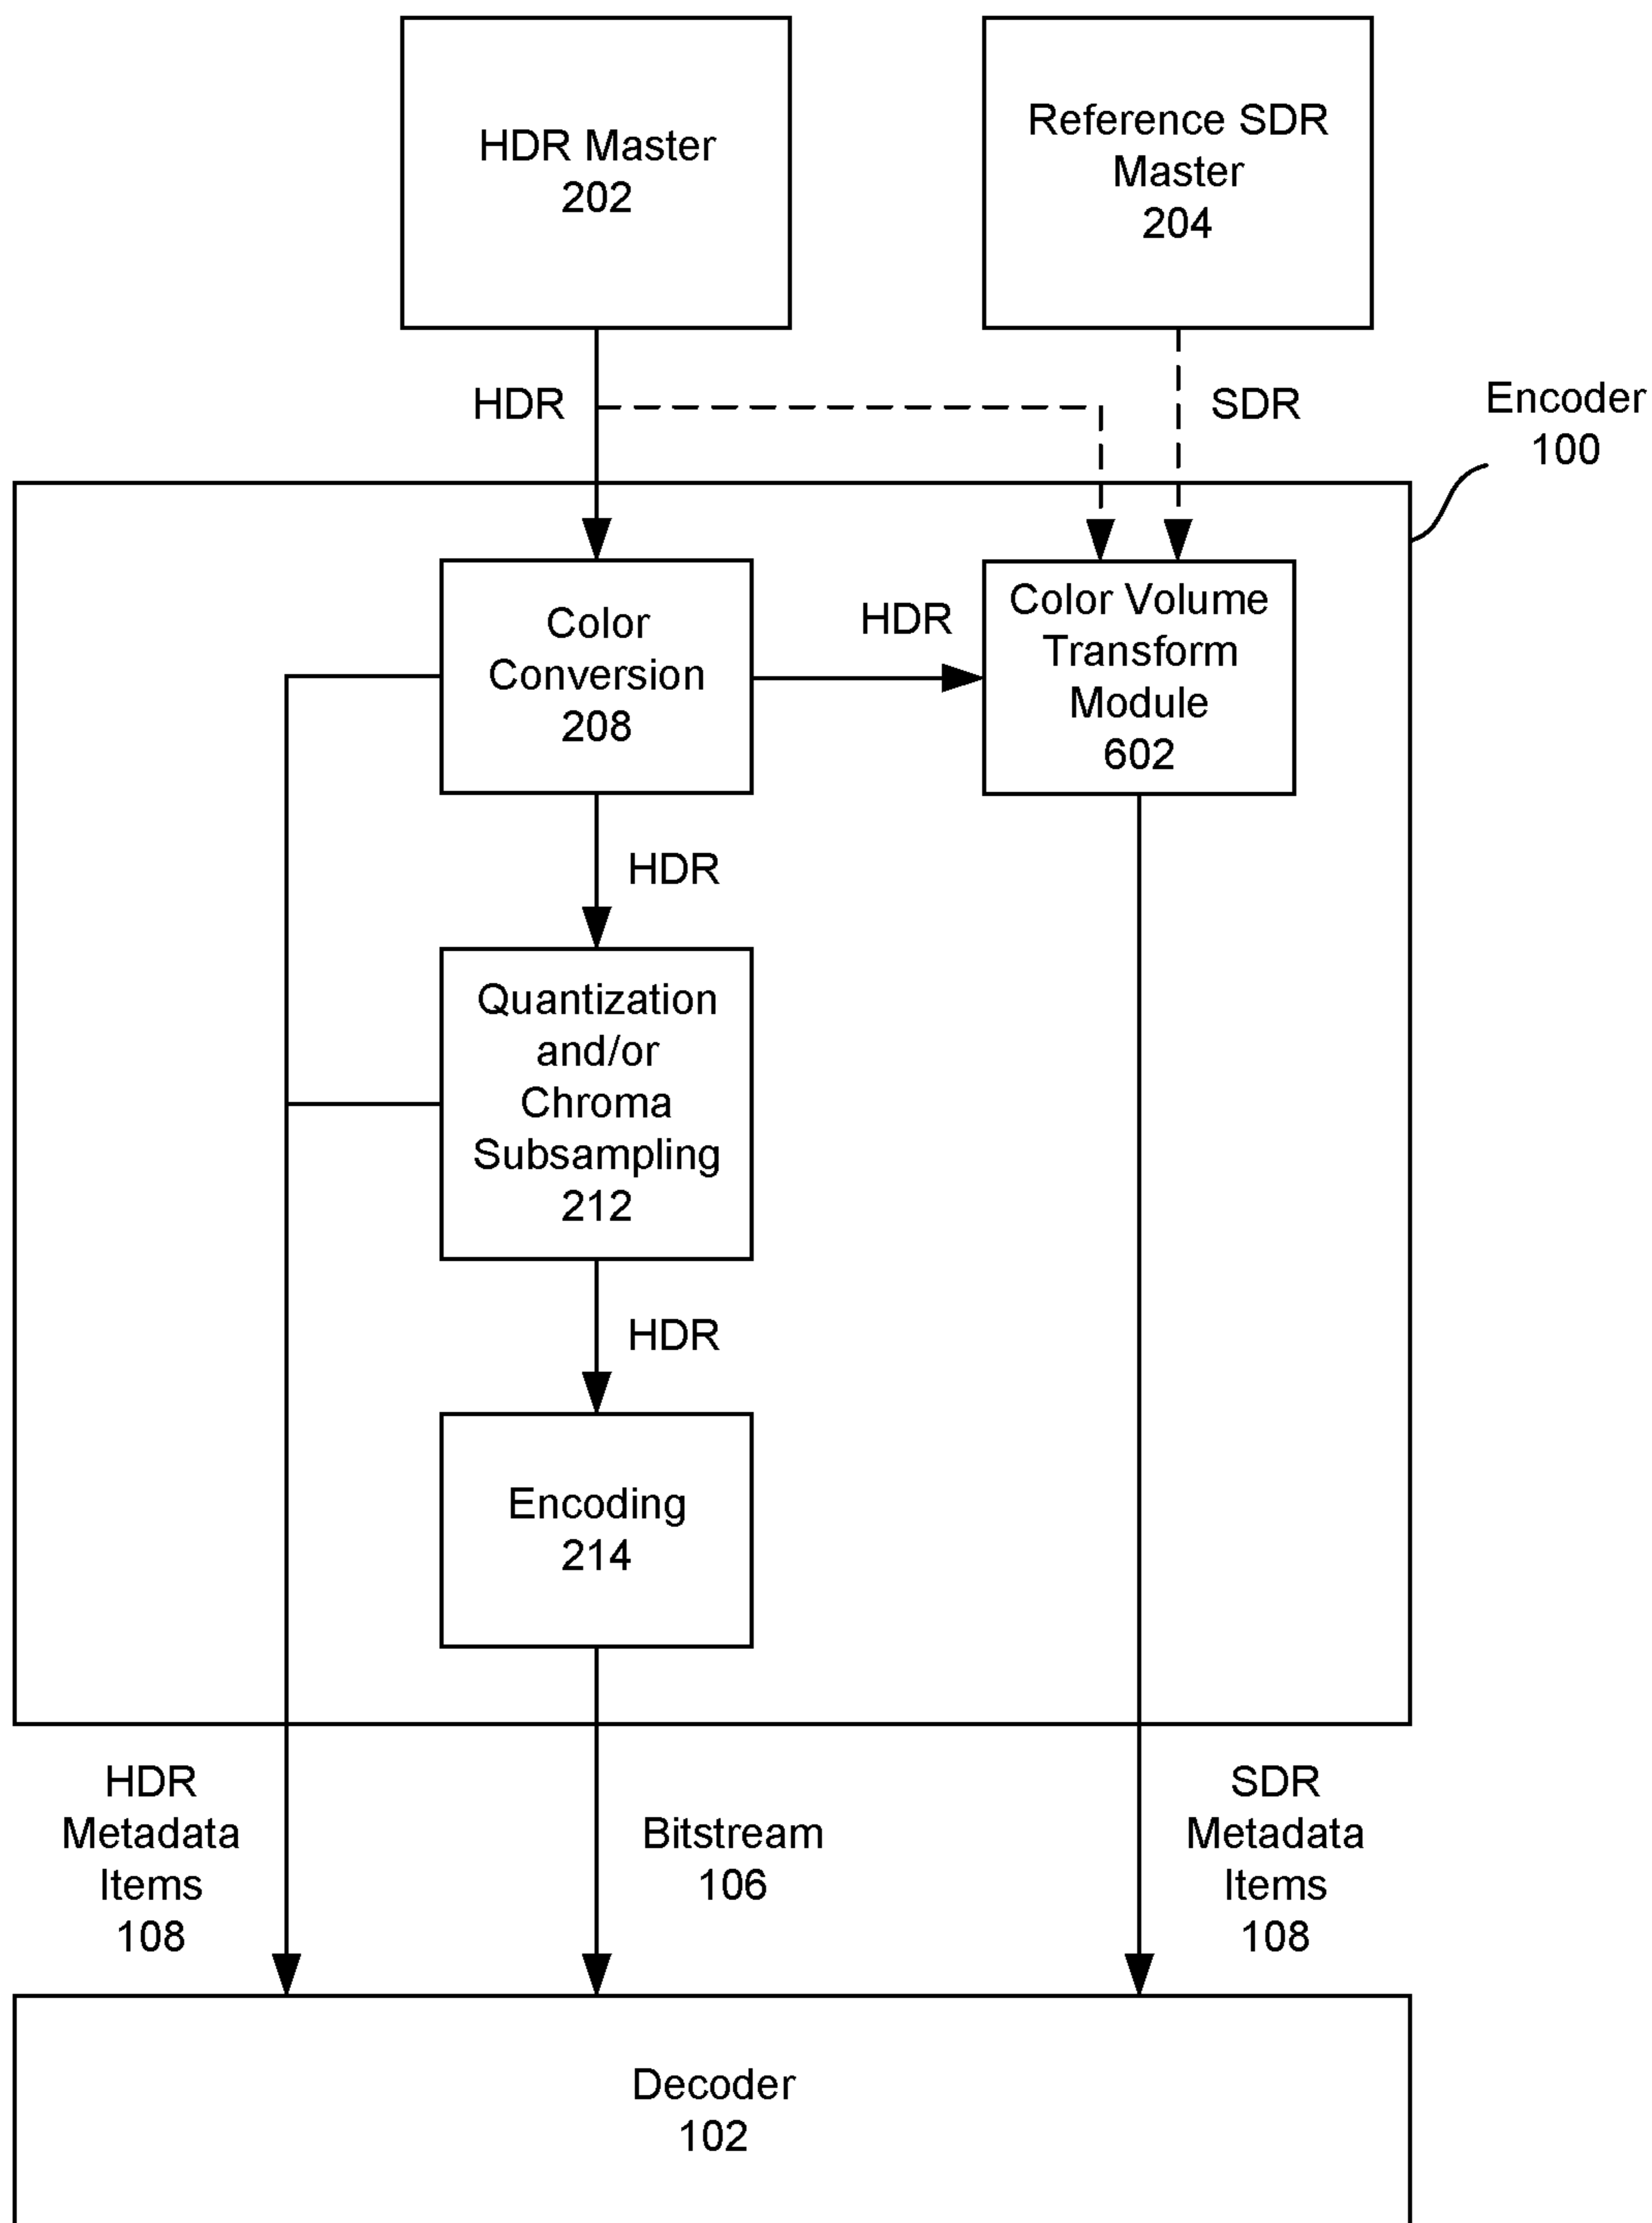 HDR Master
202
Reference SDR
Master
204
HDR
SDR
Encoder
100
Color
Conversion
208
HDR
Color Volume
Transform
Module
602
HDR
Quantization
and/or
Chroma
Subsampling
212
HDR
Encoding
214
HDR
Metadata
Items
108
Bitstream
106
SDR
Metadata
Items
108
Decoder
102